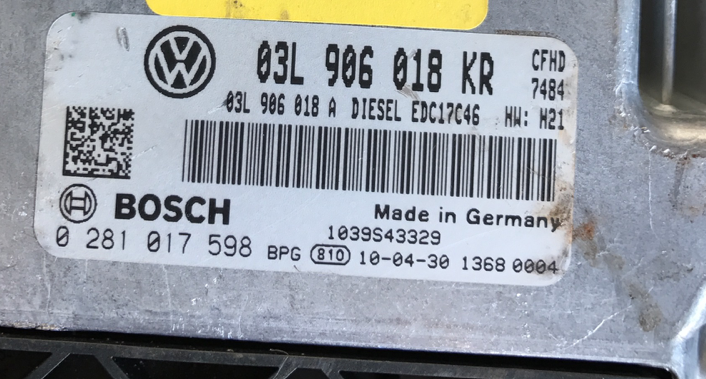 03L 906 018 KR
CFHD
7484
03L 906 018 A DIESEL EDC17C46 HW: H21
BOSCH
Made in Germany
1039S43329
0 281 017 598 BPG 810 10-04-30 1368 0004